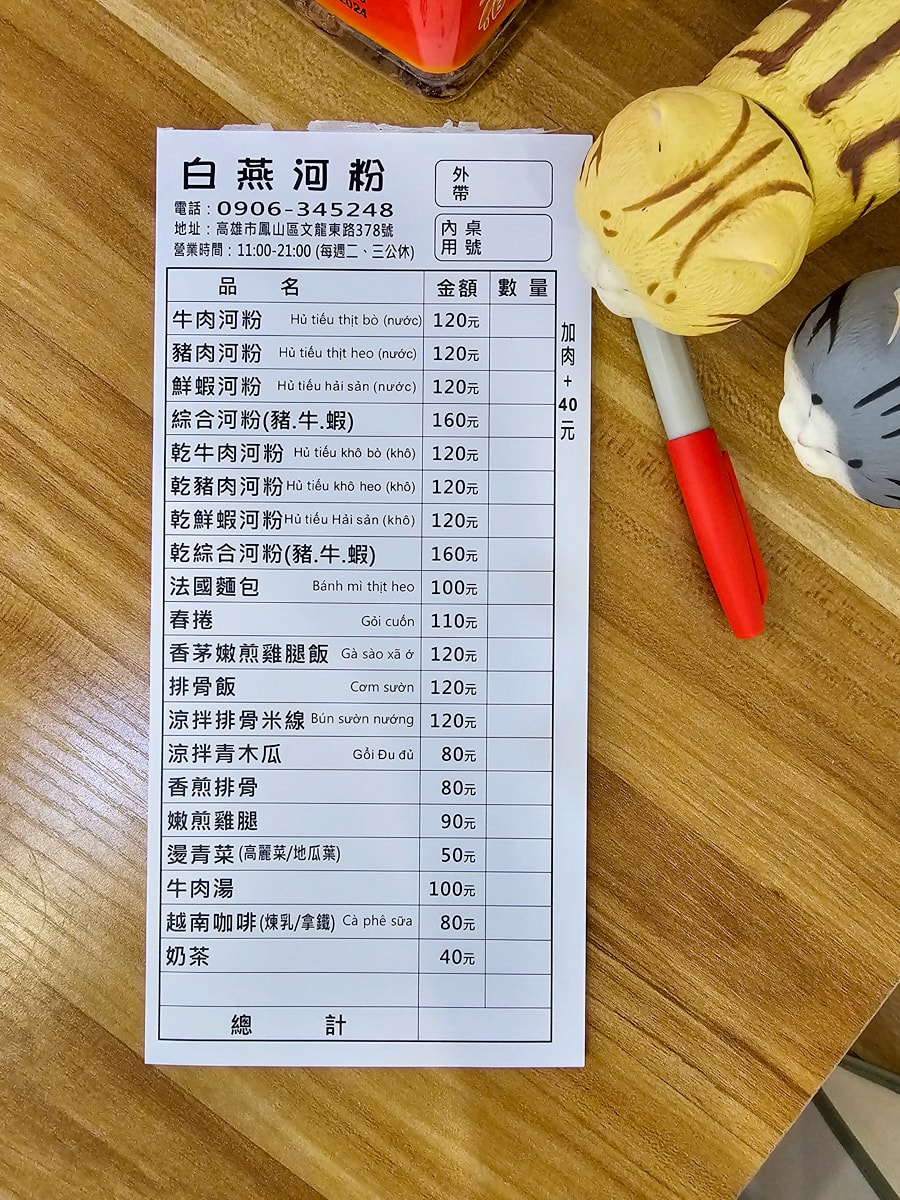 2024
白燕河粉
電話：0906-345248
地址：高雄市鳳山區文龍東路378號
營業時間：11:00-21:00 (每週二、三公休)
外帶
內用 桌號
品名 金額 數量
牛肉河粉 Hủ tiếu thịt bò (nước) 120元
豬肉河粉 Hủ tiếu thịt heo (nước) 120元
鮮蝦河粉 Hủ tiếu hải sản (nước) 120元
綜合河粉(豬.牛.蝦) 160元
乾牛肉河粉 Hủ tiếu khô bò (khô) 120元
乾豬肉河粉 Hủ tiếu khô heo (khô) 120元
乾鮮蝦河粉 Hủ tiếu Hải sản (khô) 120元
乾綜合河粉(豬.牛.蝦) 160元
法國麵包 Bánh mì thịt heo 100元
春捲 Gỏi cuốn 110元
香茅嫩煎雞腿飯 Gà sào xã ớ 120元
排骨飯 Cơm sườn 120元
涼拌排骨米線 Bún sườn nướng 120元
涼拌青木瓜 Gổi Đu đủ 80元
香煎排骨 80元
嫩煎雞腿 90元
燙青菜(高麗菜/地瓜葉) 50元
牛肉湯 100元
越南咖啡(煉乳/拿鐵) Cà phê sữa 80元
奶茶 40元
總計
加肉+40元